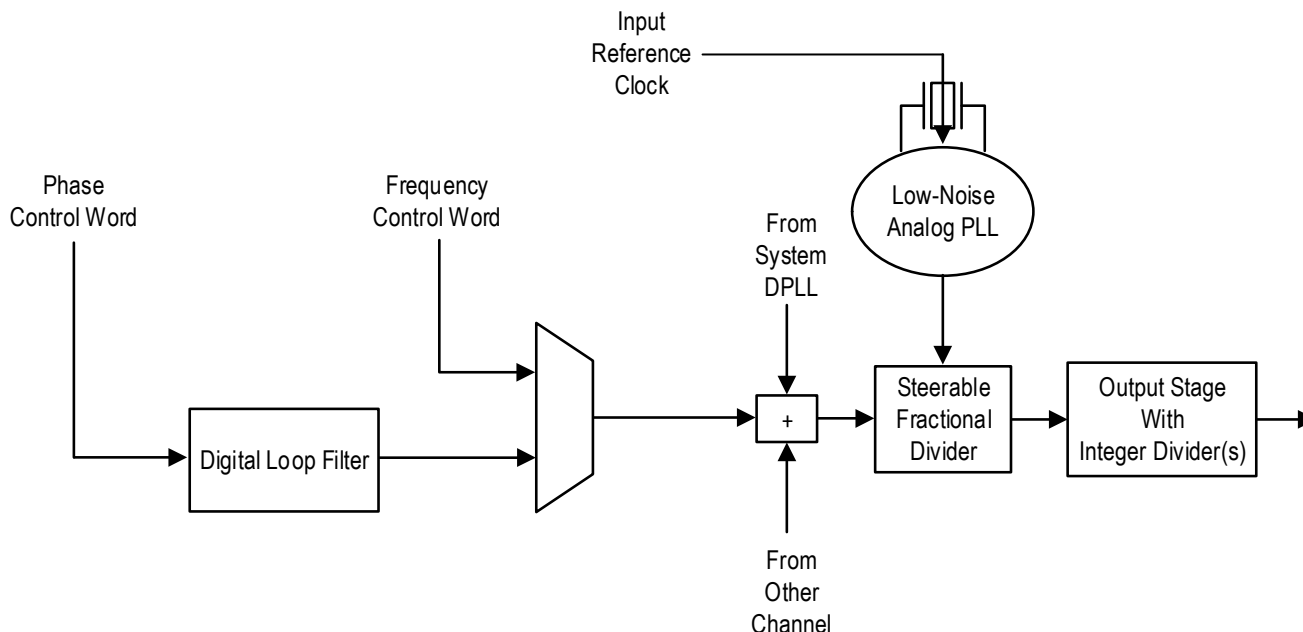 Input
Reference
Clock
Phase
Control Word
Frequency
Control Word
Low-Noise
Analog PLL
From
System
DPLL
Digital Loop Filter
+
Steerable
Fractional
Divider
Output Stage
With
Integer Divider(s)
From
Other
Channel